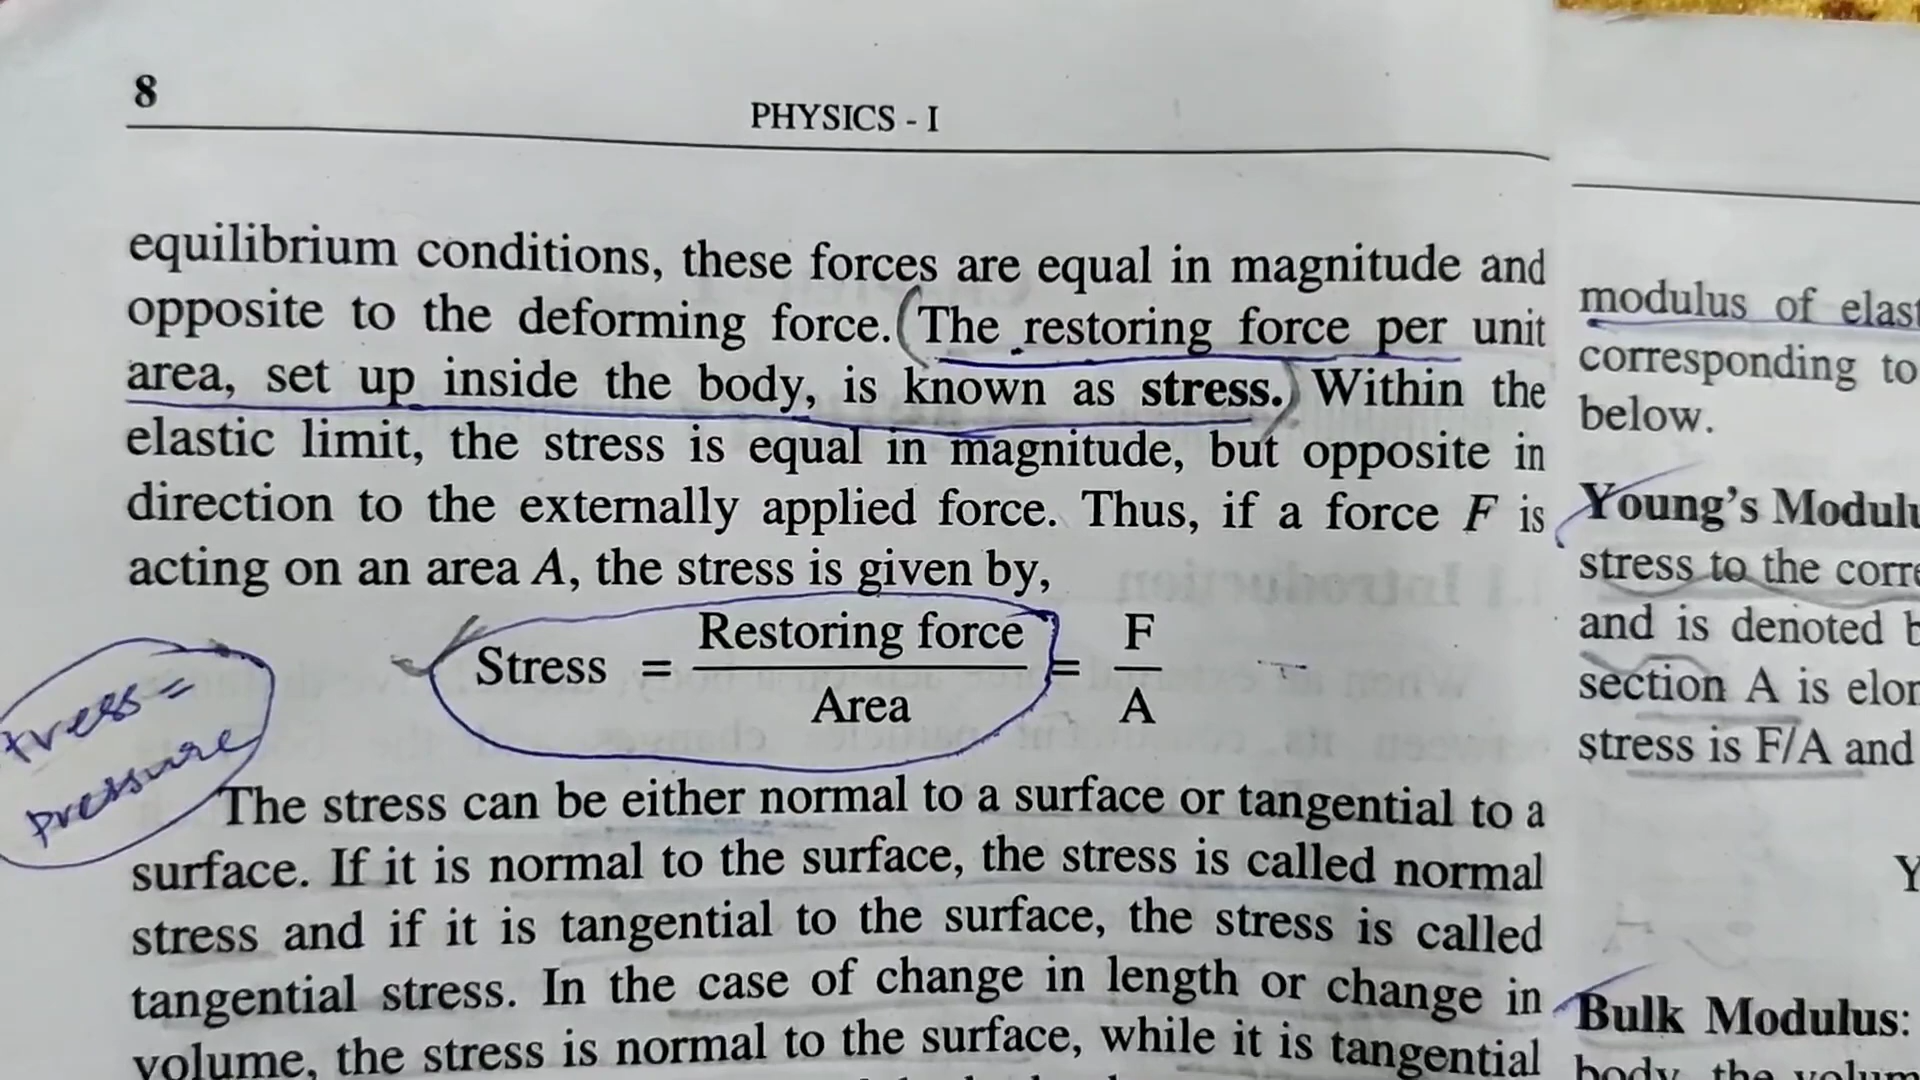 8
PHYSICS - I
equilibrium conditions, these forces are equal in magnitude and
opposite to the deforming force. (The restoring force per unit
area, set up inside the body, is known as stress.) Within the
elastic limit, the stress is equal in magnitude, but opposite in
direction to the externally applied force. Thus, if a force F is
acting on an area A, the stress is given by,
Stress = Restoring force / Area = F / A
tress =
pressure
The stress can be either normal to a surface or tangential to a
surface. If it is normal to the surface, the stress is called normal
stress and if it is tangential to the surface, the stress is called
tangential stress. In the case of change in length or change in
volume, the stress is normal to the surface, while it is tangential
modulus of elast
corresponding to
below.
Young's Modulu
stress to the corre
and is denoted b
section A is elon
stress is F/A and
Y
Bulk Modulus:
body, the volum